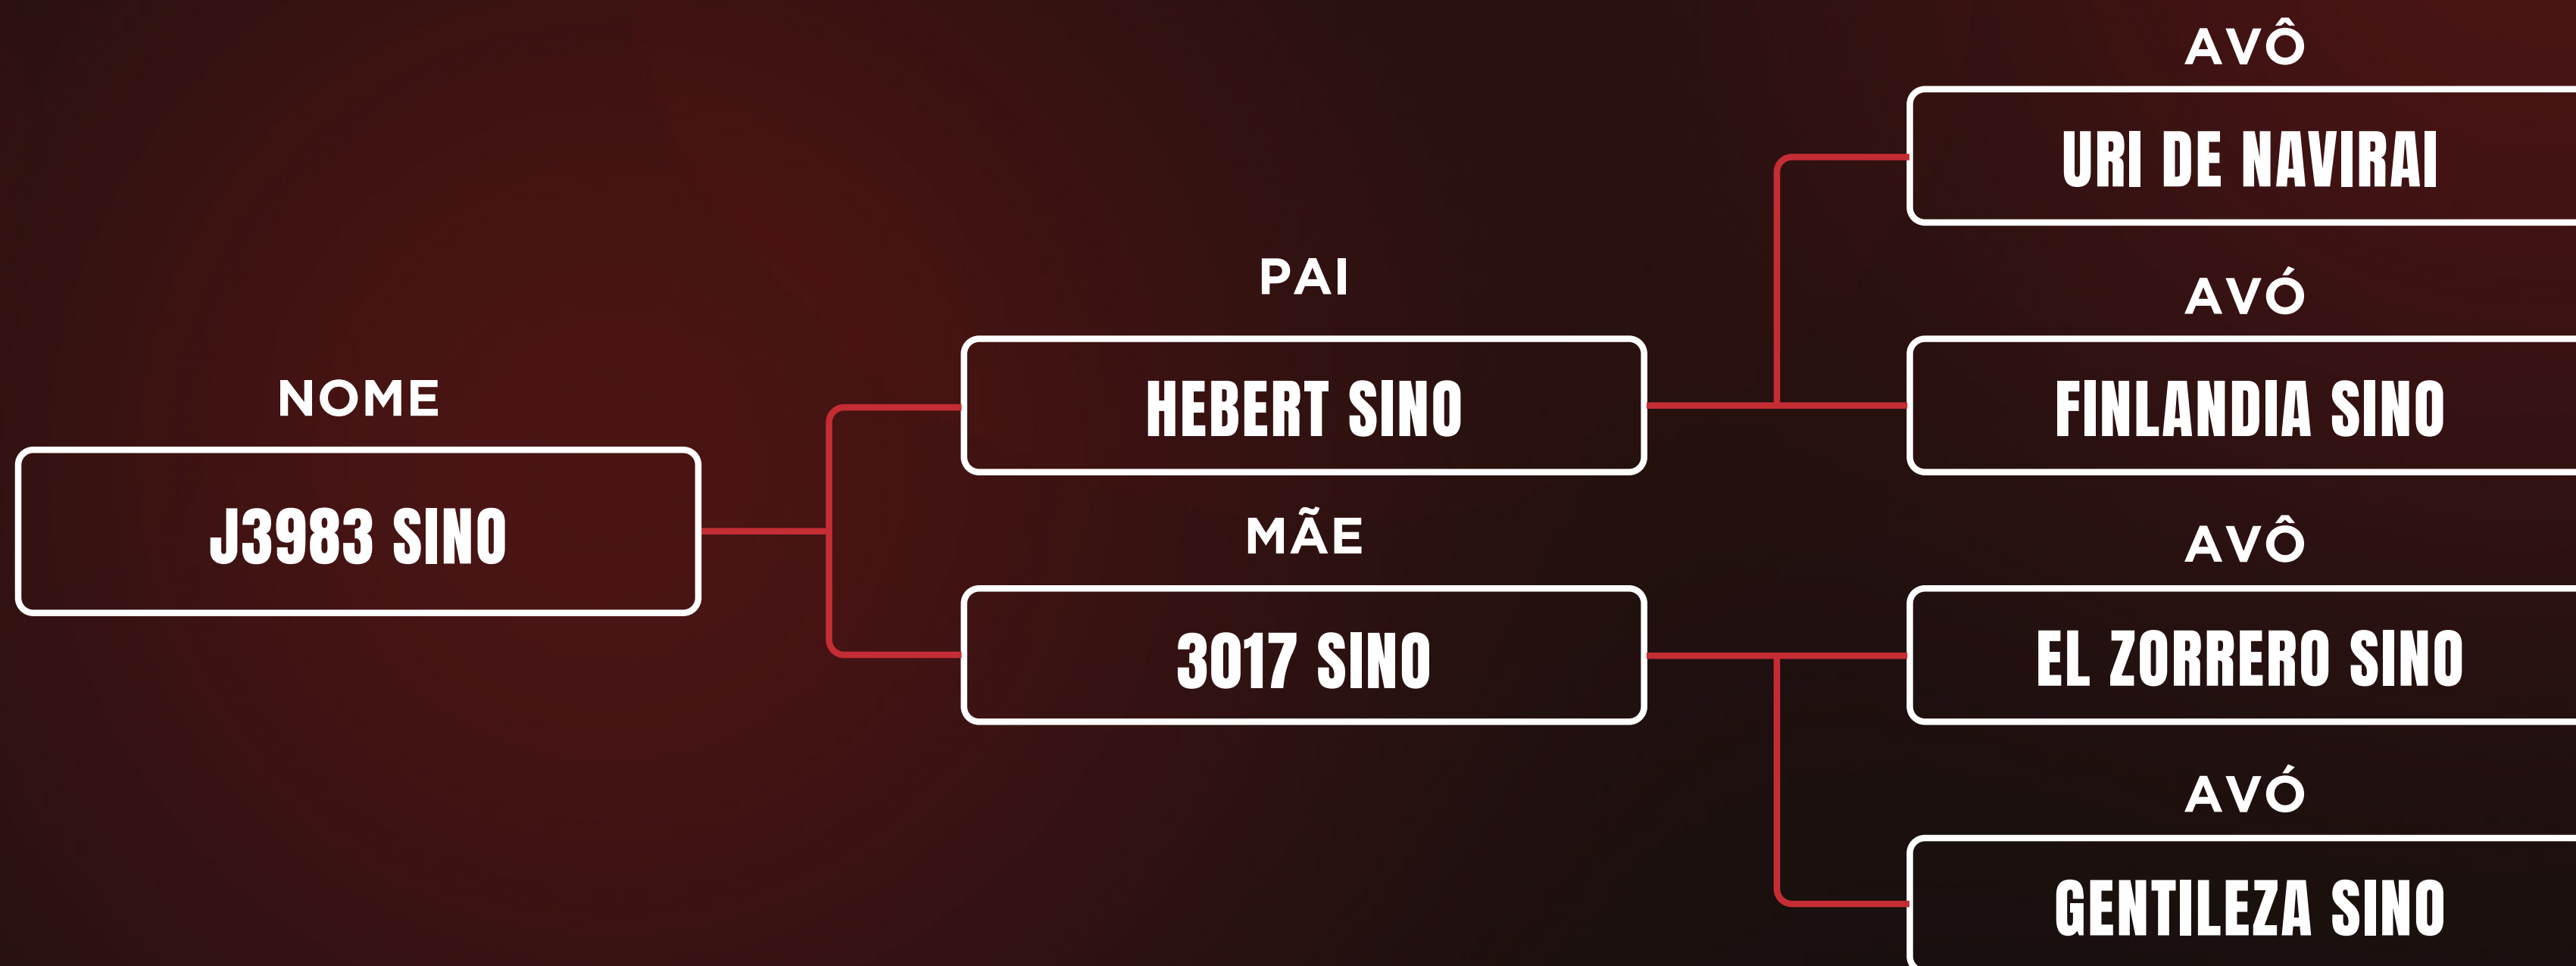 NOME
J3983 SINO
PAI
HEBERT SINO
MÃE
3017 SINO
AVÔ
URI DE NAVIRAI
AVÓ
FINLANDIA SINO
AVÔ
EL ZORRERO SINO
AVÓ
GENTILEZA SINO